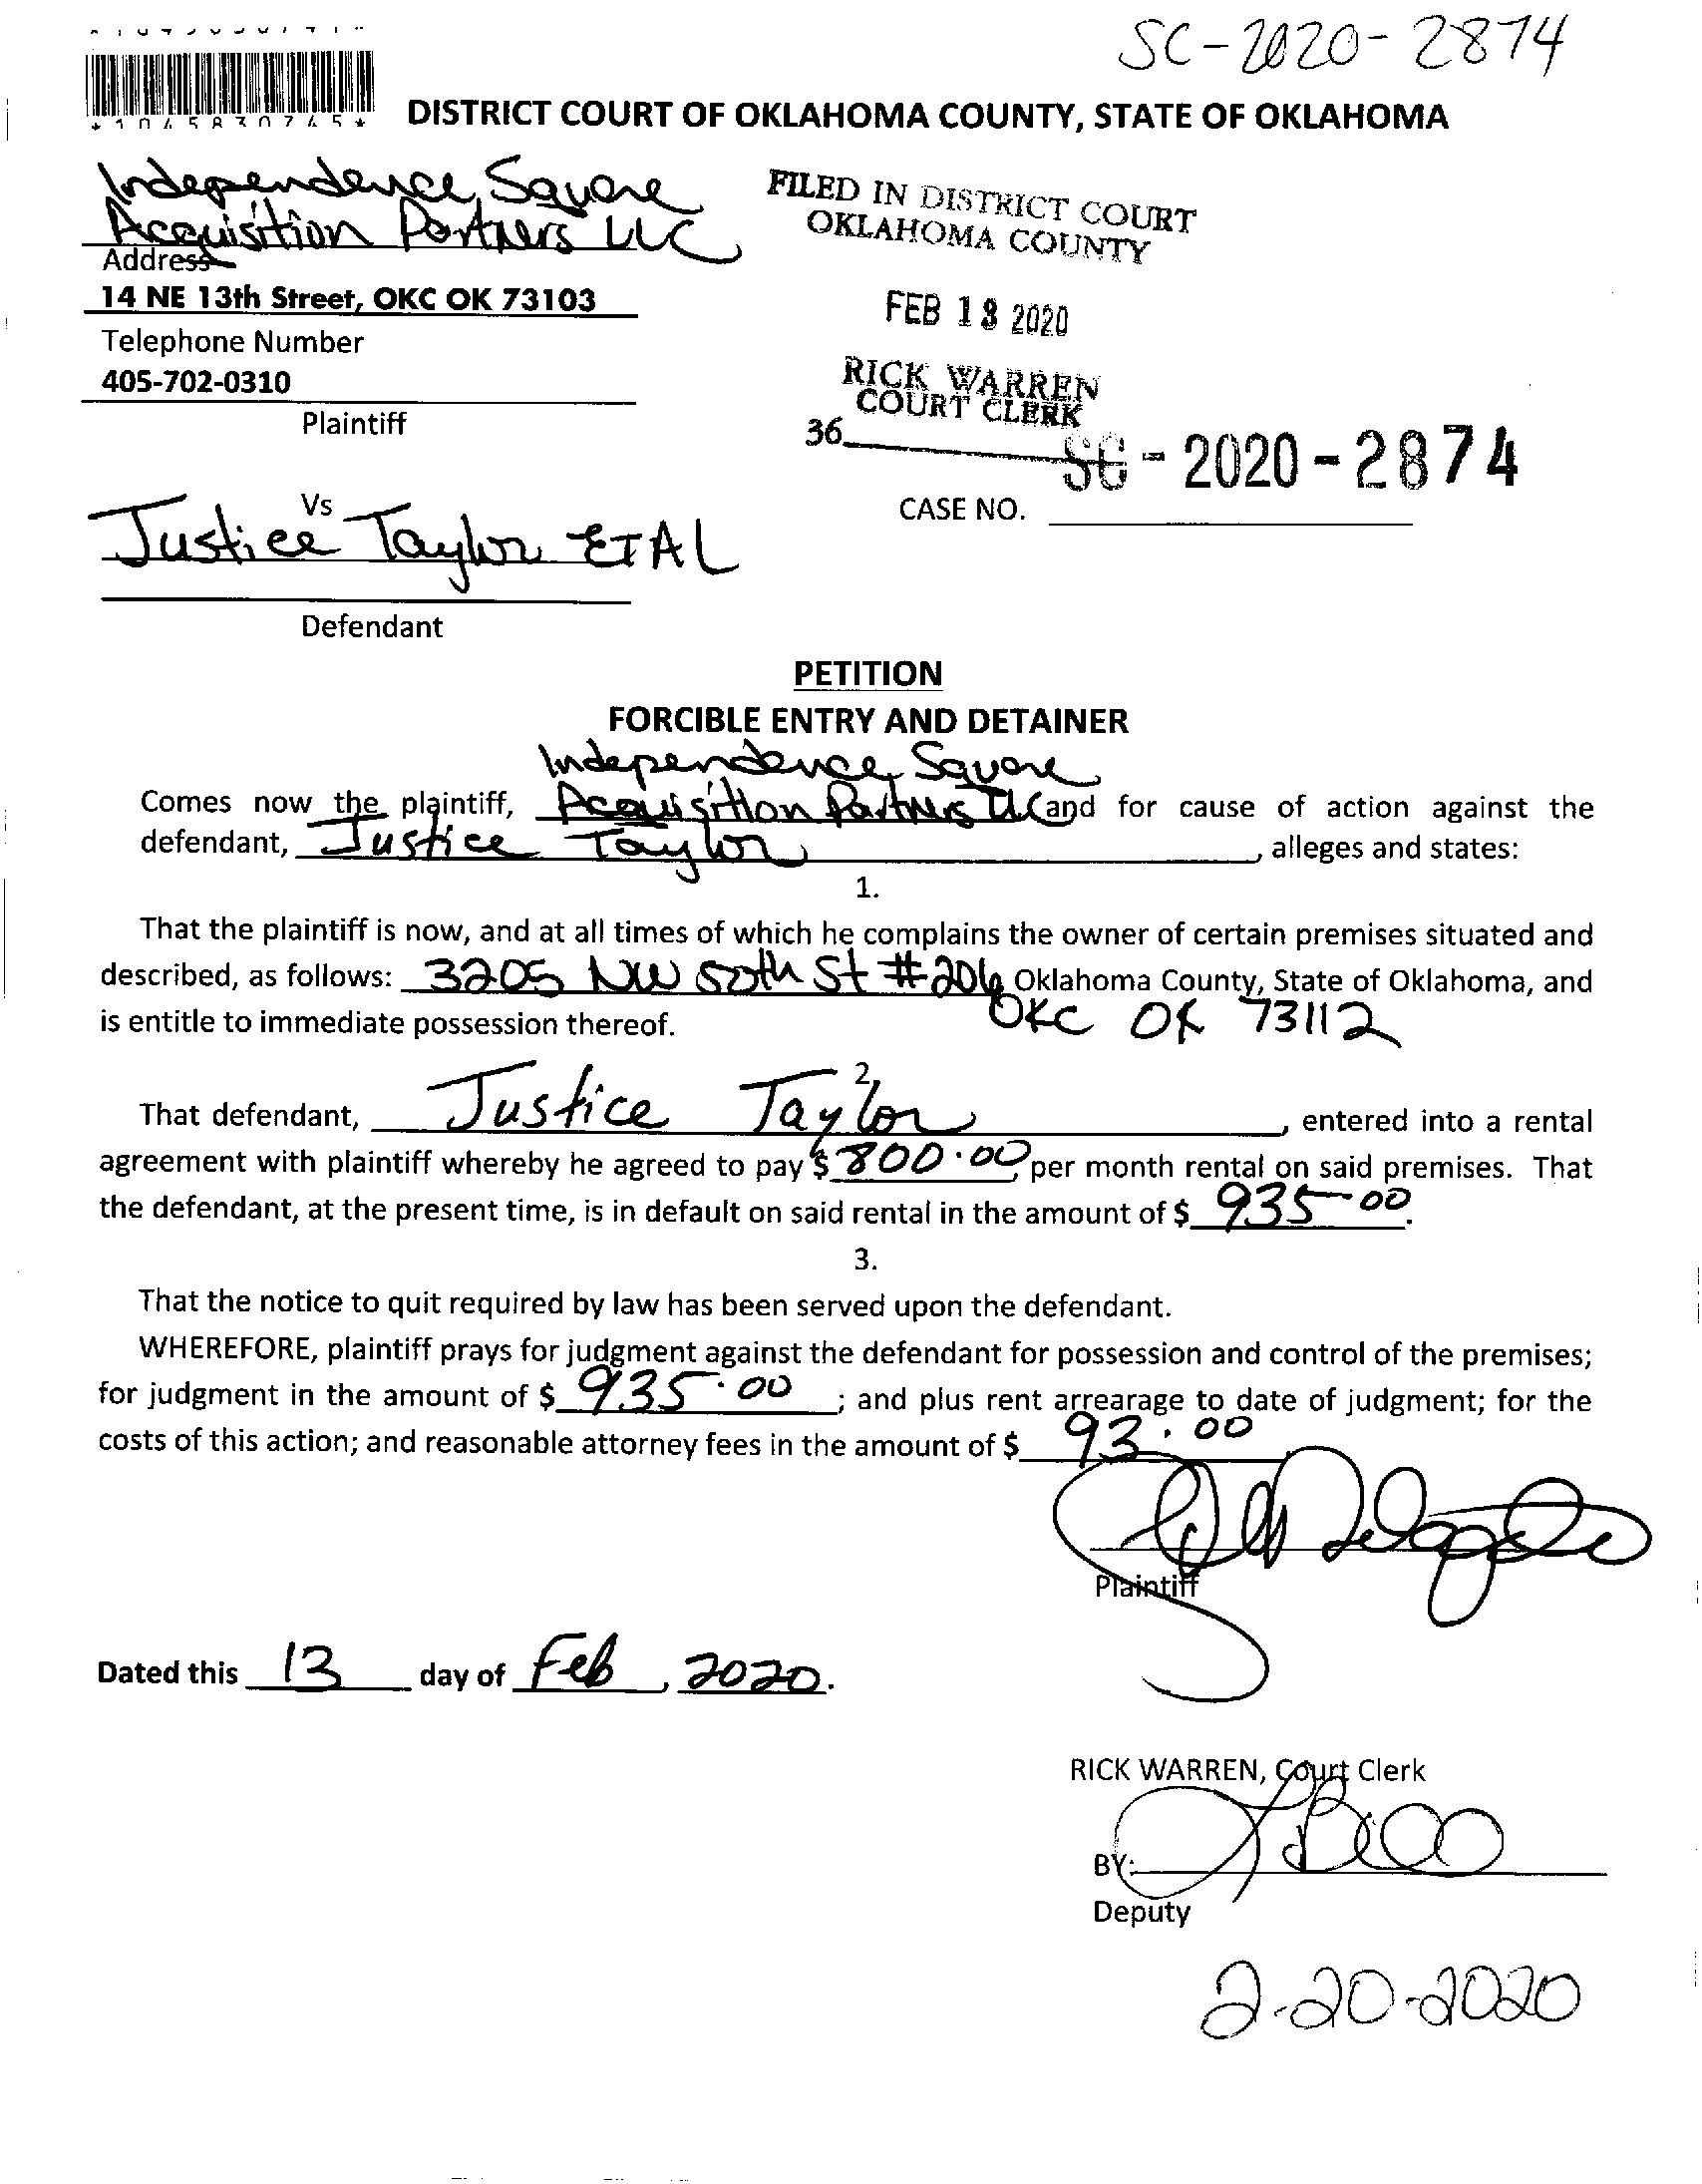 SC-2020-2874
*1045830745*
DISTRICT COURT OF OKLAHOMA COUNTY, STATE OF OKLAHOMA
Independence Square
Acquisition Partners LLC
Address
14 NE 13th Street, OKC OK 73103
Telephone Number
405-702-0310
Plaintiff
FILED IN DISTRICT COURT
OKLAHOMA COUNTY
FEB 13 2020
RICK WARREN
COURT CLERK
36
SC-2020-2874
CASE NO.
Vs
Justice Taylor ETAL
Defendant
PETITION
FORCIBLE ENTRY AND DETAINER
Independence Square
Comes now the plaintiff, Acquisition Partners LLC and for cause of action against the
defendant, Justice Taylor, alleges and states:
1.
That the plaintiff is now, and at all times of which he complains the owner of certain premises situated and
described, as follows: 3205 NW 50th St #206 Oklahoma County, State of Oklahoma, and
is entitle to immediate possession thereof. OKC OK 73112
2.
That defendant, Justice Taylor, entered into a rental
agreement with plaintiff whereby he agreed to pay $ 800.00, per month rental on said premises. That
the defendant, at the present time, is in default on said rental in the amount of $ 935.00.
3.
That the notice to quit required by law has been served upon the defendant.
WHEREFORE, plaintiff prays for judgment against the defendant for possession and control of the premises;
for judgment in the amount of $ 935.00; and plus rent arrearage to date of judgment; for the
costs of this action; and reasonable attorney fees in the amount of $ 93.00
Plaintiff
Dated this 13 day of Feb, 2020.
RICK WARREN, Court Clerk
BY:
Deputy
2-20-2020